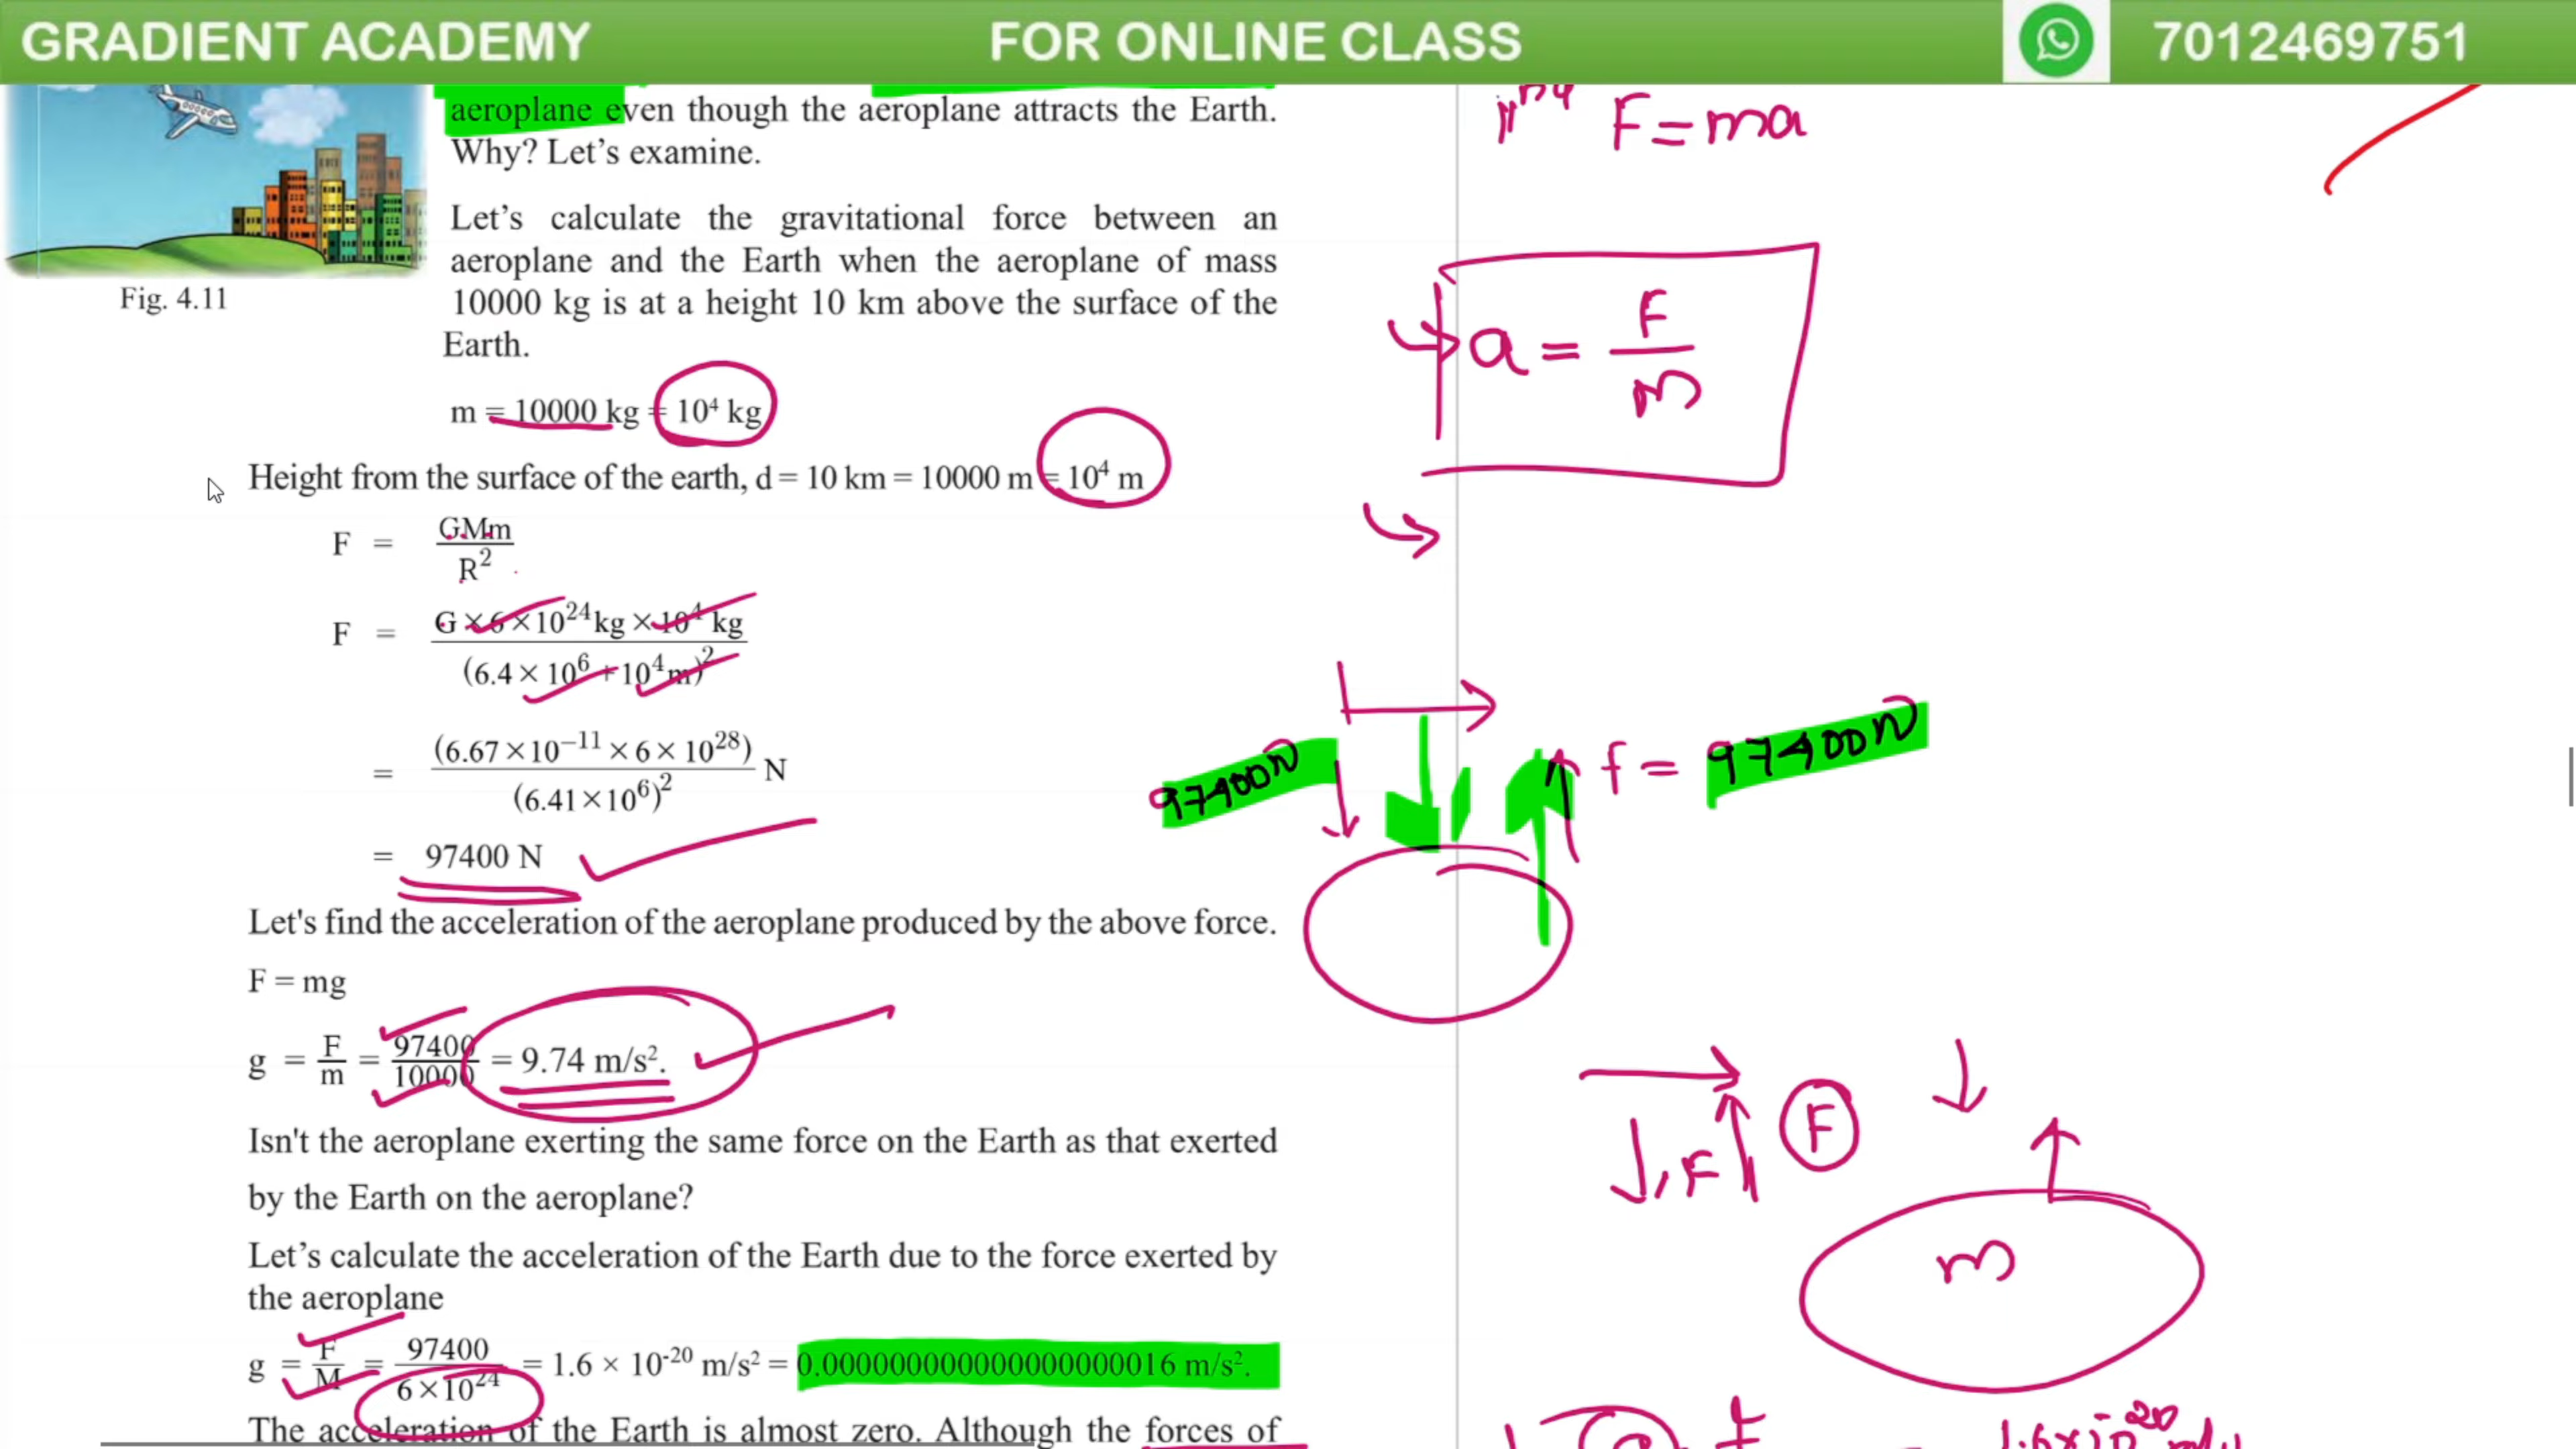 GRADIENT ACADEMY FOR ONLINE CLASS 7012469751
aeroplane even though the aeroplane attracts the Earth.
Why? Let's examine.
Let's calculate the gravitational force between an
aeroplane and the Earth when the aeroplane of mass
10000 kg is at a height 10 km above the surface of the
Earth.
Fig. 4.11
m = 10000 kg = 10⁴ kg
Height from the surface of the earth, d = 10 km = 10000 m = 10⁴ m
F = GMm / R²
F = G × 6 × 10²⁴ kg × 10⁴ kg / (6.4 × 10⁶ + 10⁴ m)²
= (6.67 × 10⁻¹¹ × 6 × 10²⁸) / (6.41 × 10⁶)² N
= 97400 N
Let's find the acceleration of the aeroplane produced by the above force.
F = mg
g = F/m = 97400/10000 = 9.74 m/s².
Isn't the aeroplane exerting the same force on the Earth as that exerted
by the Earth on the aeroplane?
Let's calculate the acceleration of the Earth due to the force exerted by
the aeroplane
g = F/M = 97400 / 6 × 10²⁴ = 1.6 × 10⁻²⁰ m/s² =
The acceleration of the Earth is almost zero. Although the forces of
F = ma
a = F/m
97400N
f = 97400N
F
F
m